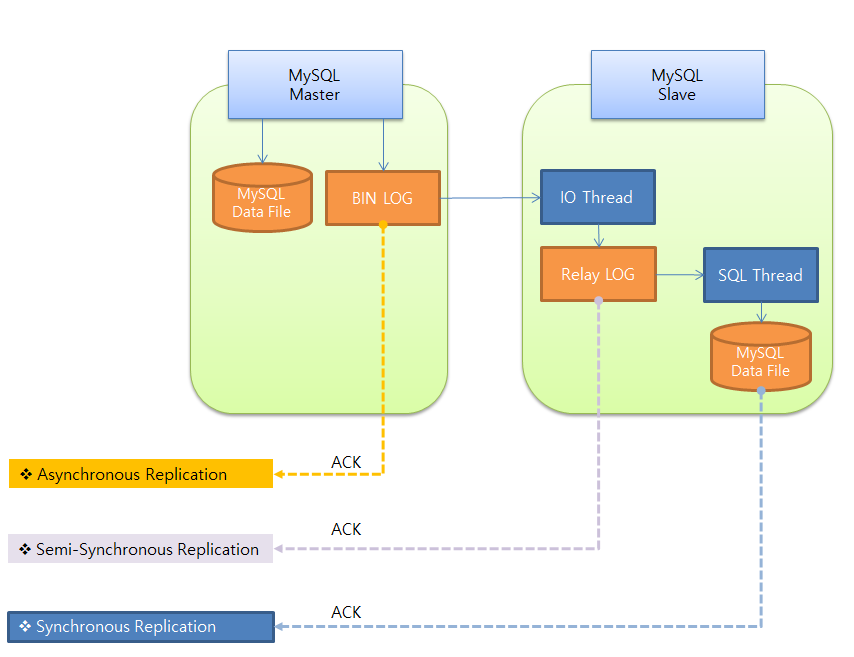 MySQL
Master
MySQL
Slave
MySQL
Data File
BIN LOG
IO Thread
Relay LOG
SQL Thread
MySQL
Data File
ACK
❖ Asynchronous Replication
ACK
❖ Semi-Synchronous Replication
ACK
❖ Synchronous Replication